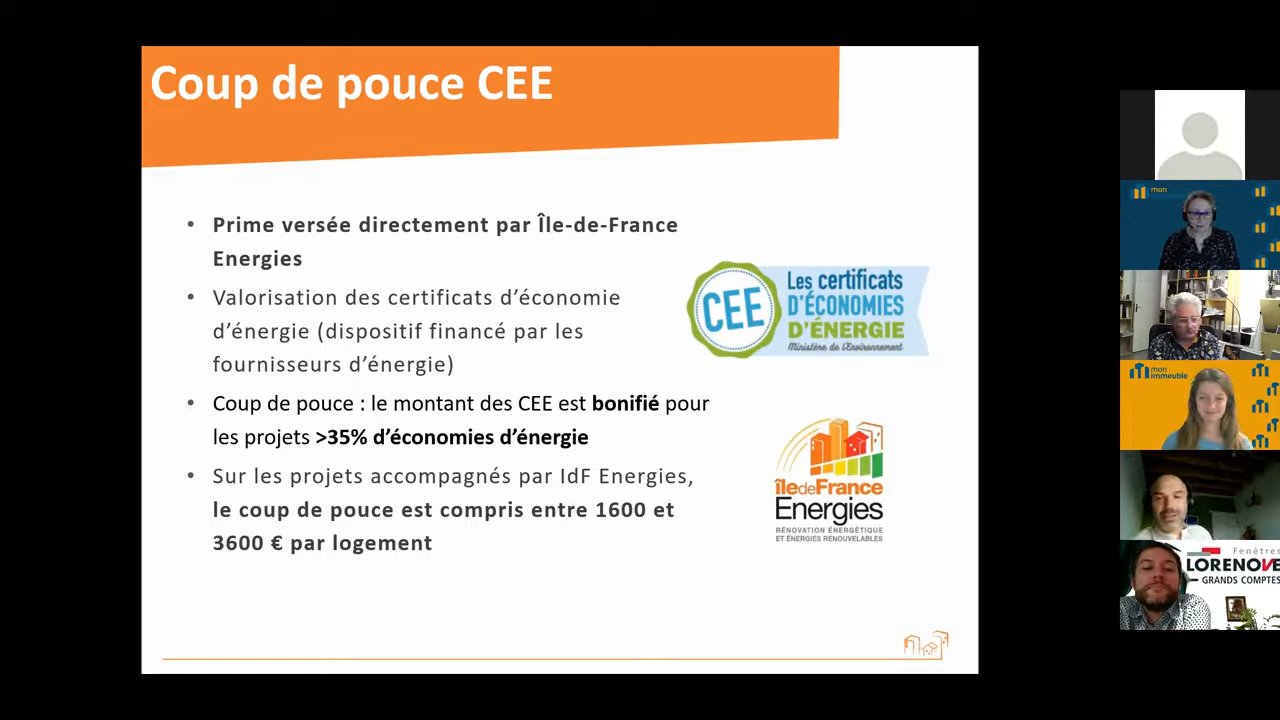 Coup de pouce CEE
• Prime versée directement par Île-de-France
Energies
• Valorisation des certificats d’économie
d’énergie (dispositif financé par les
fournisseurs d’énergie)
• Coup de pouce : le montant des CEE est bonifié pour
les projets >35% d’économies d’énergie
• Sur les projets accompagnés par IdF Energies,
le coup de pouce est compris entre 1600 et
3600 € par logement
CEE
Les certificats
D'ÉCONOMIES
D'ÉNERGIE
Ministère de l'Environnement
île de France
Energies
RÉNOVATION ÉNERGÉTIQUE
ET ÉNERGIES RENOUVELABLES
mon
mon
immeuble
Fenêtres
LORENOVE
GRANDS COMPTES